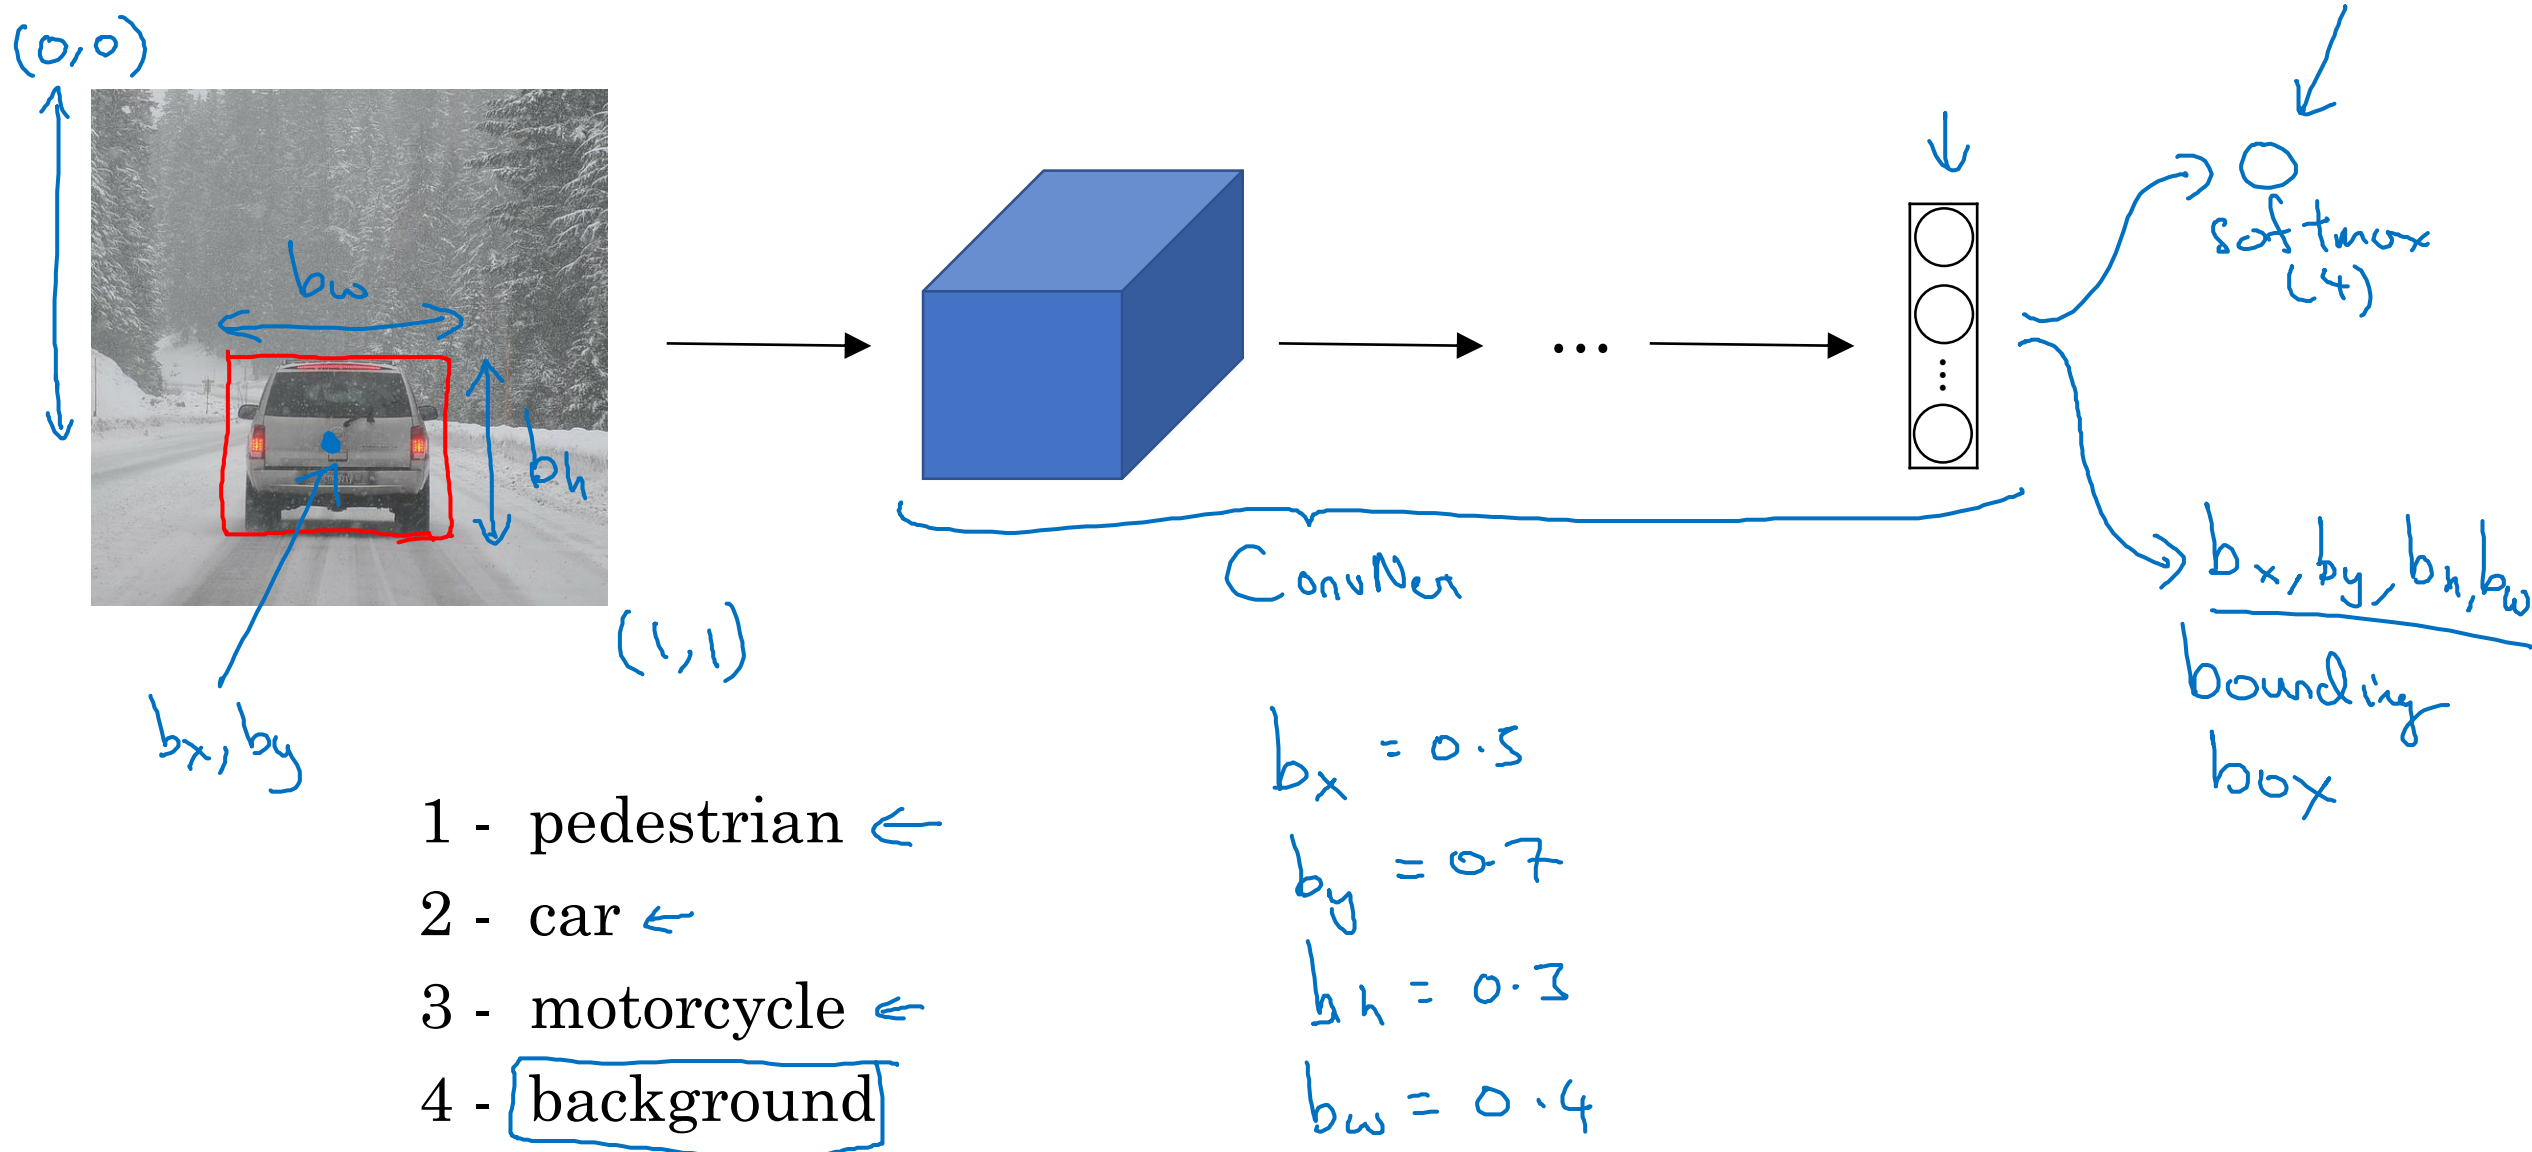 (0,0)
bw
bh
(1,1)
bx, by
ConvNet
softmax
(4)
bx, by, bh, bw
bounding
box
1 - pedestrian
2 - car
3 - motorcycle
4 - background
bx = 0.5
by = 0.7
bh = 0.3
bw = 0.4